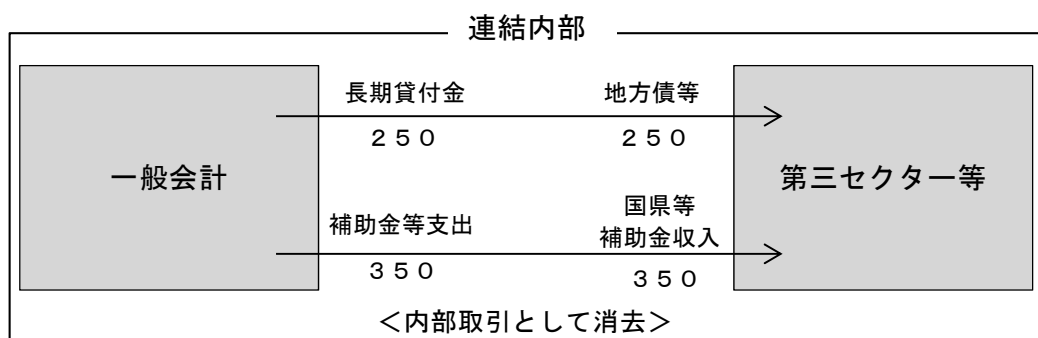 連結内部
長期貸付金
地方債等
２５０
２５０
一般会計
第三セクター等
補助金等支出
国県等
補助金収入
３５０
３５０
＜内部取引として消去＞